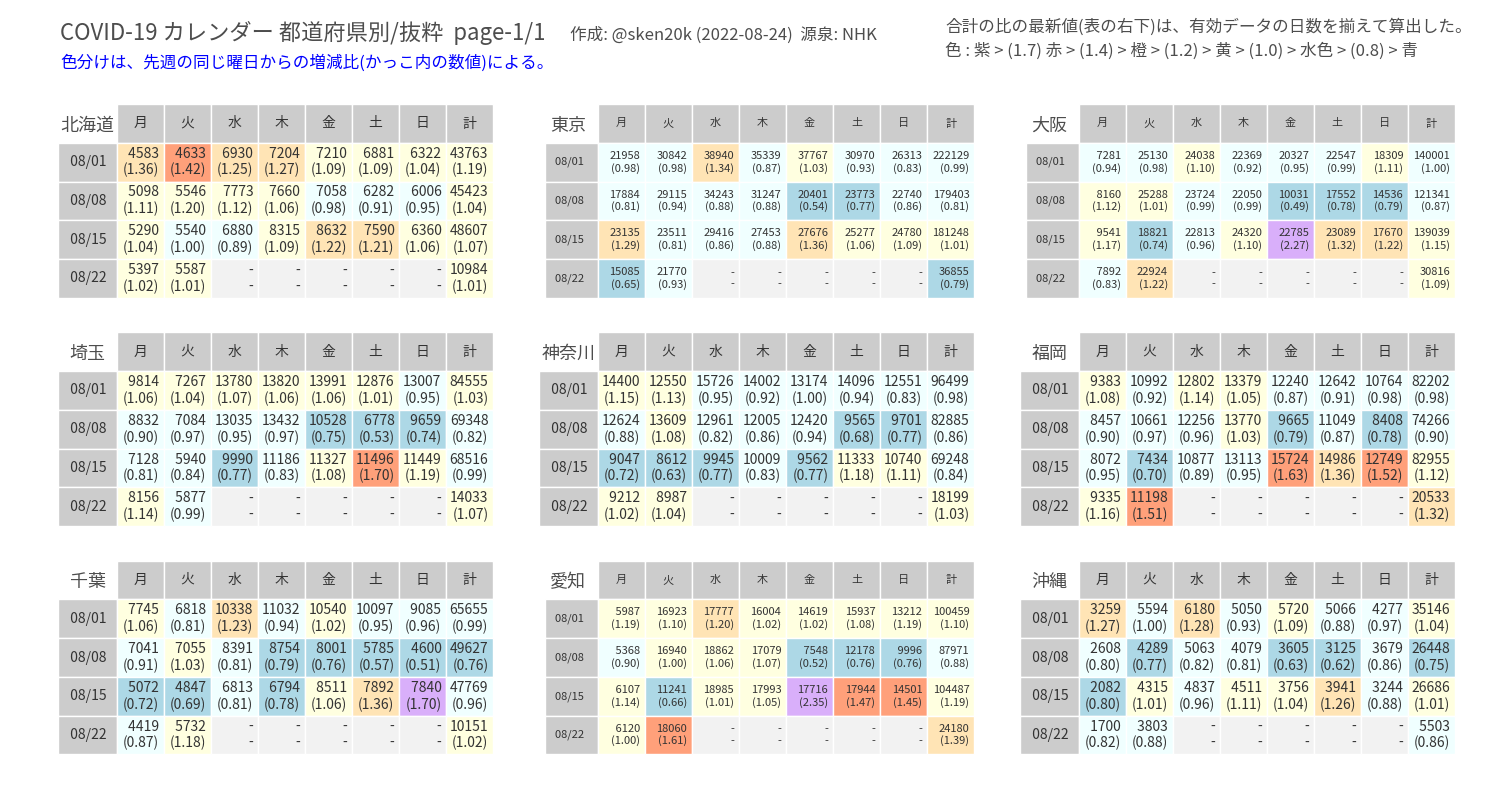 COVID-19 カレンダー 都道府県別/抜粋 page-1/1 作成: @sken20k (2022-08-24) 源泉: NHK
合計の比の最新値(表の右下)は、有効データの日数を揃えて算出した。
色分けは、先週の同じ曜日からの増減比(かっこ内の数値)による。
色 : 紫 > (1.7) 赤 > (1.4) > 橙 > (1.2) > 黄 > (1.0) > 水色 > (0.8) > 青
北海道 月 火 水 木 金 土 日 計
08/01 4583 4633 6930 7204 7210 6881 6322 43763
(1.36) (1.42) (1.25) (1.27) (1.09) (1.09) (1.04) (1.19)
08/08 5098 5546 7773 7660 7058 6282 6006 45423
(1.11) (1.20) (1.12) (1.06) (0.98) (0.91) (0.95) (1.04)
08/15 5290 5540 6880 8315 8632 7590 6360 48607
(1.04) (1.00) (0.89) (1.09) (1.22) (1.21) (1.06) (1.07)
08/22 5397 5587 - - - - - 10984
(1.02) (1.01) - - - - - (1.01)
東京 月 火 水 木 金 土 日 計
08/01 21958 30842 38940 35339 37767 30970 26313 222129
(0.98) (0.98) (1.34) (0.87) (1.03) (0.93) (0.83) (0.99)
08/08 17884 29115 34243 31247 20401 23773 22740 179403
(0.81) (0.94) (0.88) (0.88) (0.54) (0.77) (0.86) (0.81)
08/15 23135 23511 29416 27453 27676 25277 24780 181248
(1.29) (0.81) (0.86) (0.88) (1.36) (1.06) (1.09) (1.01)
08/22 15085 21770 - - - - - 36855
(0.65) (0.93) - - - - - (0.79)
大阪 月 火 水 木 金 土 日 計
08/01 7281 25130 24038 22369 20327 22547 18309 140001
(0.94) (0.98) (1.10) (0.92) (0.95) (0.99) (1.11) (1.00)
08/08 8160 25288 23724 22050 10031 17552 14536 121341
(1.12) (1.01) (0.99) (0.99) (0.49) (0.78) (0.79) (0.87)
08/15 9541 18821 22813 24320 22785 23089 17670 139039
(1.17) (0.74) (0.96) (1.10) (2.27) (1.32) (1.22) (1.15)
08/22 7892 22924 - - - - - 30816
(0.83) (1.22) - - - - - (1.09)
埼玉 月 火 水 木 金 土 日 計
08/01 9814 7267 13780 13820 13991 12876 13007 84555
(1.06) (1.04) (1.07) (1.06) (1.06) (1.01) (0.95) (1.03)
08/08 8832 7084 13035 13432 10528 6778 9659 69348
(0.90) (0.97) (0.95) (0.97) (0.75) (0.53) (0.74) (0.82)
08/15 7128 5940 9990 11186 11327 11496 11449 68516
(0.81) (0.84) (0.77) (0.83) (1.08) (1.70) (1.19) (0.99)
08/22 8156 5877 - - - - - 14033
(1.14) (0.99) - - - - - (1.07)
神奈川 月 火 水 木 金 土 日 計
08/01 14400 12550 15726 14002 13174 14096 12551 96499
(1.15) (1.13) (0.95) (0.92) (1.00) (0.94) (0.83) (0.98)
08/08 12624 13609 12961 12005 12420 9565 9701 82885
(0.88) (1.08) (0.82) (0.86) (0.94) (0.68) (0.77) (0.86)
08/15 9047 8612 9945 10009 9562 11333 10740 69248
(0.72) (0.63) (0.77) (0.83) (0.77) (1.18) (1.11) (0.84)
08/22 9212 8987 - - - - - 18199
(1.02) (1.04) - - - - - (1.03)
福岡 月 火 水 木 金 土 日 計
08/01 9383 10992 12802 13379 12240 12642 10764 82202
(1.08) (0.92) (1.14) (1.05) (0.87) (0.91) (0.98) (0.98)
08/08 8457 10661 12256 13770 9665 11049 8408 74266
(0.90) (0.97) (0.96) (1.03) (0.79) (0.87) (0.78) (0.90)
08/15 8072 7434 10877 13113 15724 14986 12749 82955
(0.95) (0.70) (0.89) (0.95) (1.63) (1.36) (1.52) (1.12)
08/22 9335 11198 - - - - - 20533
(1.16) (1.51) - - - - - (1.32)
千葉 月 火 水 木 金 土 日 計
08/01 7745 6818 10338 11032 10540 10097 9085 65655
(1.06) (0.81) (1.23) (0.94) (1.02) (0.95) (0.96) (0.99)
08/08 7041 7055 8391 8754 8001 5785 4600 49627
(0.91) (1.03) (0.81) (0.79) (0.76) (0.57) (0.51) (0.76)
08/15 5072 4847 6813 6794 8511 7892 7840 47769
(0.72) (0.69) (0.81) (0.78) (1.06) (1.36) (1.70) (0.96)
08/22 4419 5732 - - - - - 10151
(0.87) (1.18) - - - - - (1.02)
愛知 月 火 水 木 金 土 日 計
08/01 5987 16923 17777 16004 14619 15937 13212 100459
(1.19) (1.10) (1.20) (1.02) (1.02) (1.08) (1.19) (1.10)
08/08 5368 16940 18862 17079 7548 12178 9996 87971
(0.90) (1.00) (1.06) (1.07) (0.52) (0.76) (0.76) (0.88)
08/15 6107 11241 18985 17993 17716 17944 14501 104487
(1.14) (0.66) (1.01) (1.05) (2.35) (1.47) (1.45) (1.19)
08/22 6120 18060 - - - - - 24180
(1.00) (1.61) - - - - - (1.39)
沖縄 月 火 水 木 金 土 日 計
08/01 3259 5594 6180 5050 5720 5066 4277 35146
(1.27) (1.00) (1.28) (0.93) (1.09) (0.88) (0.97) (1.04)
08/08 2608 4289 5063 4079 3605 3125 3679 26448
(0.80) (0.77) (0.82) (0.81) (0.63) (0.62) (0.86) (0.75)
08/15 2082 4315 4837 4511 3756 3941 3244 26686
(0.80) (1.01) (0.96) (1.11) (1.04) (1.26) (0.88) (1.01)
08/22 1700 3803 - - - - - 5503
(0.82) (0.88) - - - - - (0.86)